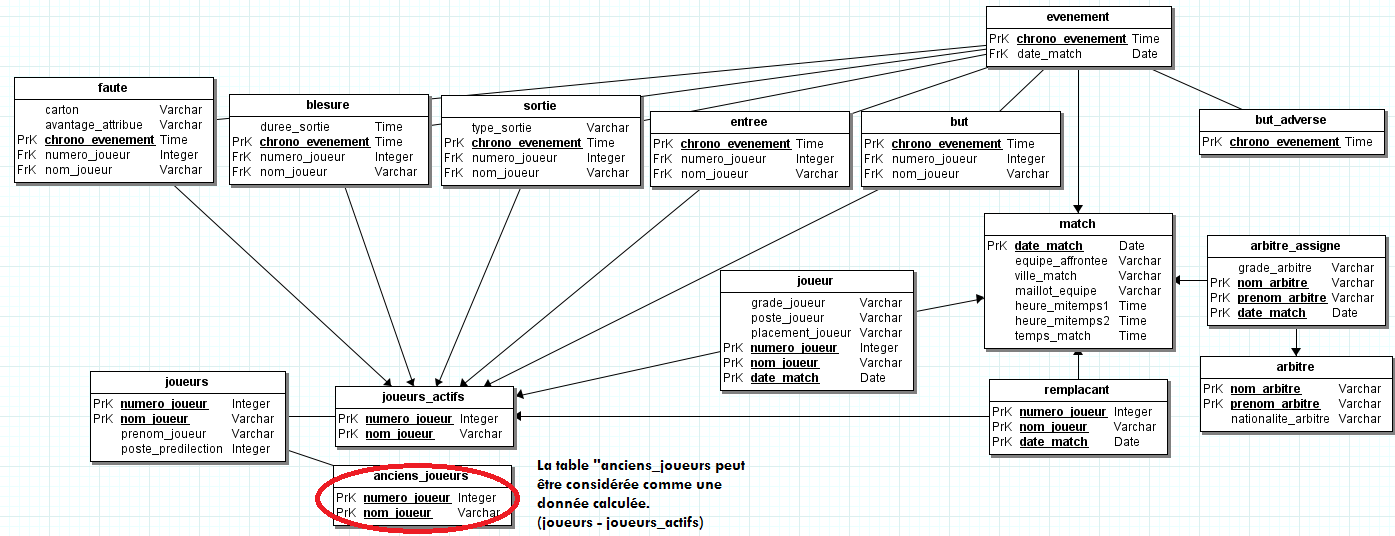 evenement
PrK chrono_evenement Time
FrK date_match Date
faute
carton Varchar
avantage_attribue Varchar
PrK chrono_evenement Time
FrK numero_joueur Integer
FrK nom_joueur Varchar
blesure
duree_sortie Time
PrK chrono_evenement Time
FrK numero_joueur Integer
FrK nom_joueur Varchar
sortie
type_sortie Varchar
PrK chrono_evenement Time
FrK numero_joueur Integer
FrK nom_joueur Varchar
entree
PrK chrono_evenement Time
FrK numero_joueur Integer
FrK nom_joueur Varchar
but
PrK chrono_evenement Time
FrK numero_joueur Integer
FrK nom_joueur Varchar
but_adverse
PrK chrono_evenement Time
match
PrK date_match Date
equipe_affrontee Varchar
ville_match Varchar
maillot_equipe Varchar
heure_mitemps1 Time
heure_mitemps2 Time
temps_match Time
arbitre_assigne
grade_arbitre Varchar
PrK nom_arbitre Varchar
PrK prenom_arbitre Varchar
PrK date_match Date
joueur
grade_joueur Varchar
poste_joueur Varchar
placement_joueur Varchar
PrK numero_joueur Integer
PrK nom_joueur Varchar
PrK date_match Date
arbitre
PrK nom_arbitre Varchar
PrK prenom_arbitre Varchar
nationalite_arbitre Varchar
joueurs
PrK numero_joueur Integer
PrK nom_joueur Varchar
prenom_joueur Varchar
poste_predilection Integer
joueurs_actifs
PrK numero_joueur Integer
PrK nom_joueur Varchar
remplacant
PrK numero_joueur Integer
PrK nom_joueur Varchar
PrK date_match Date
anciens_joueurs
PrK numero_joueur Integer
PrK nom_joueur Varchar
La table "anciens_joueurs peut
être considérée comme une
donnée calculée.
(joueurs - joueurs_actifs)